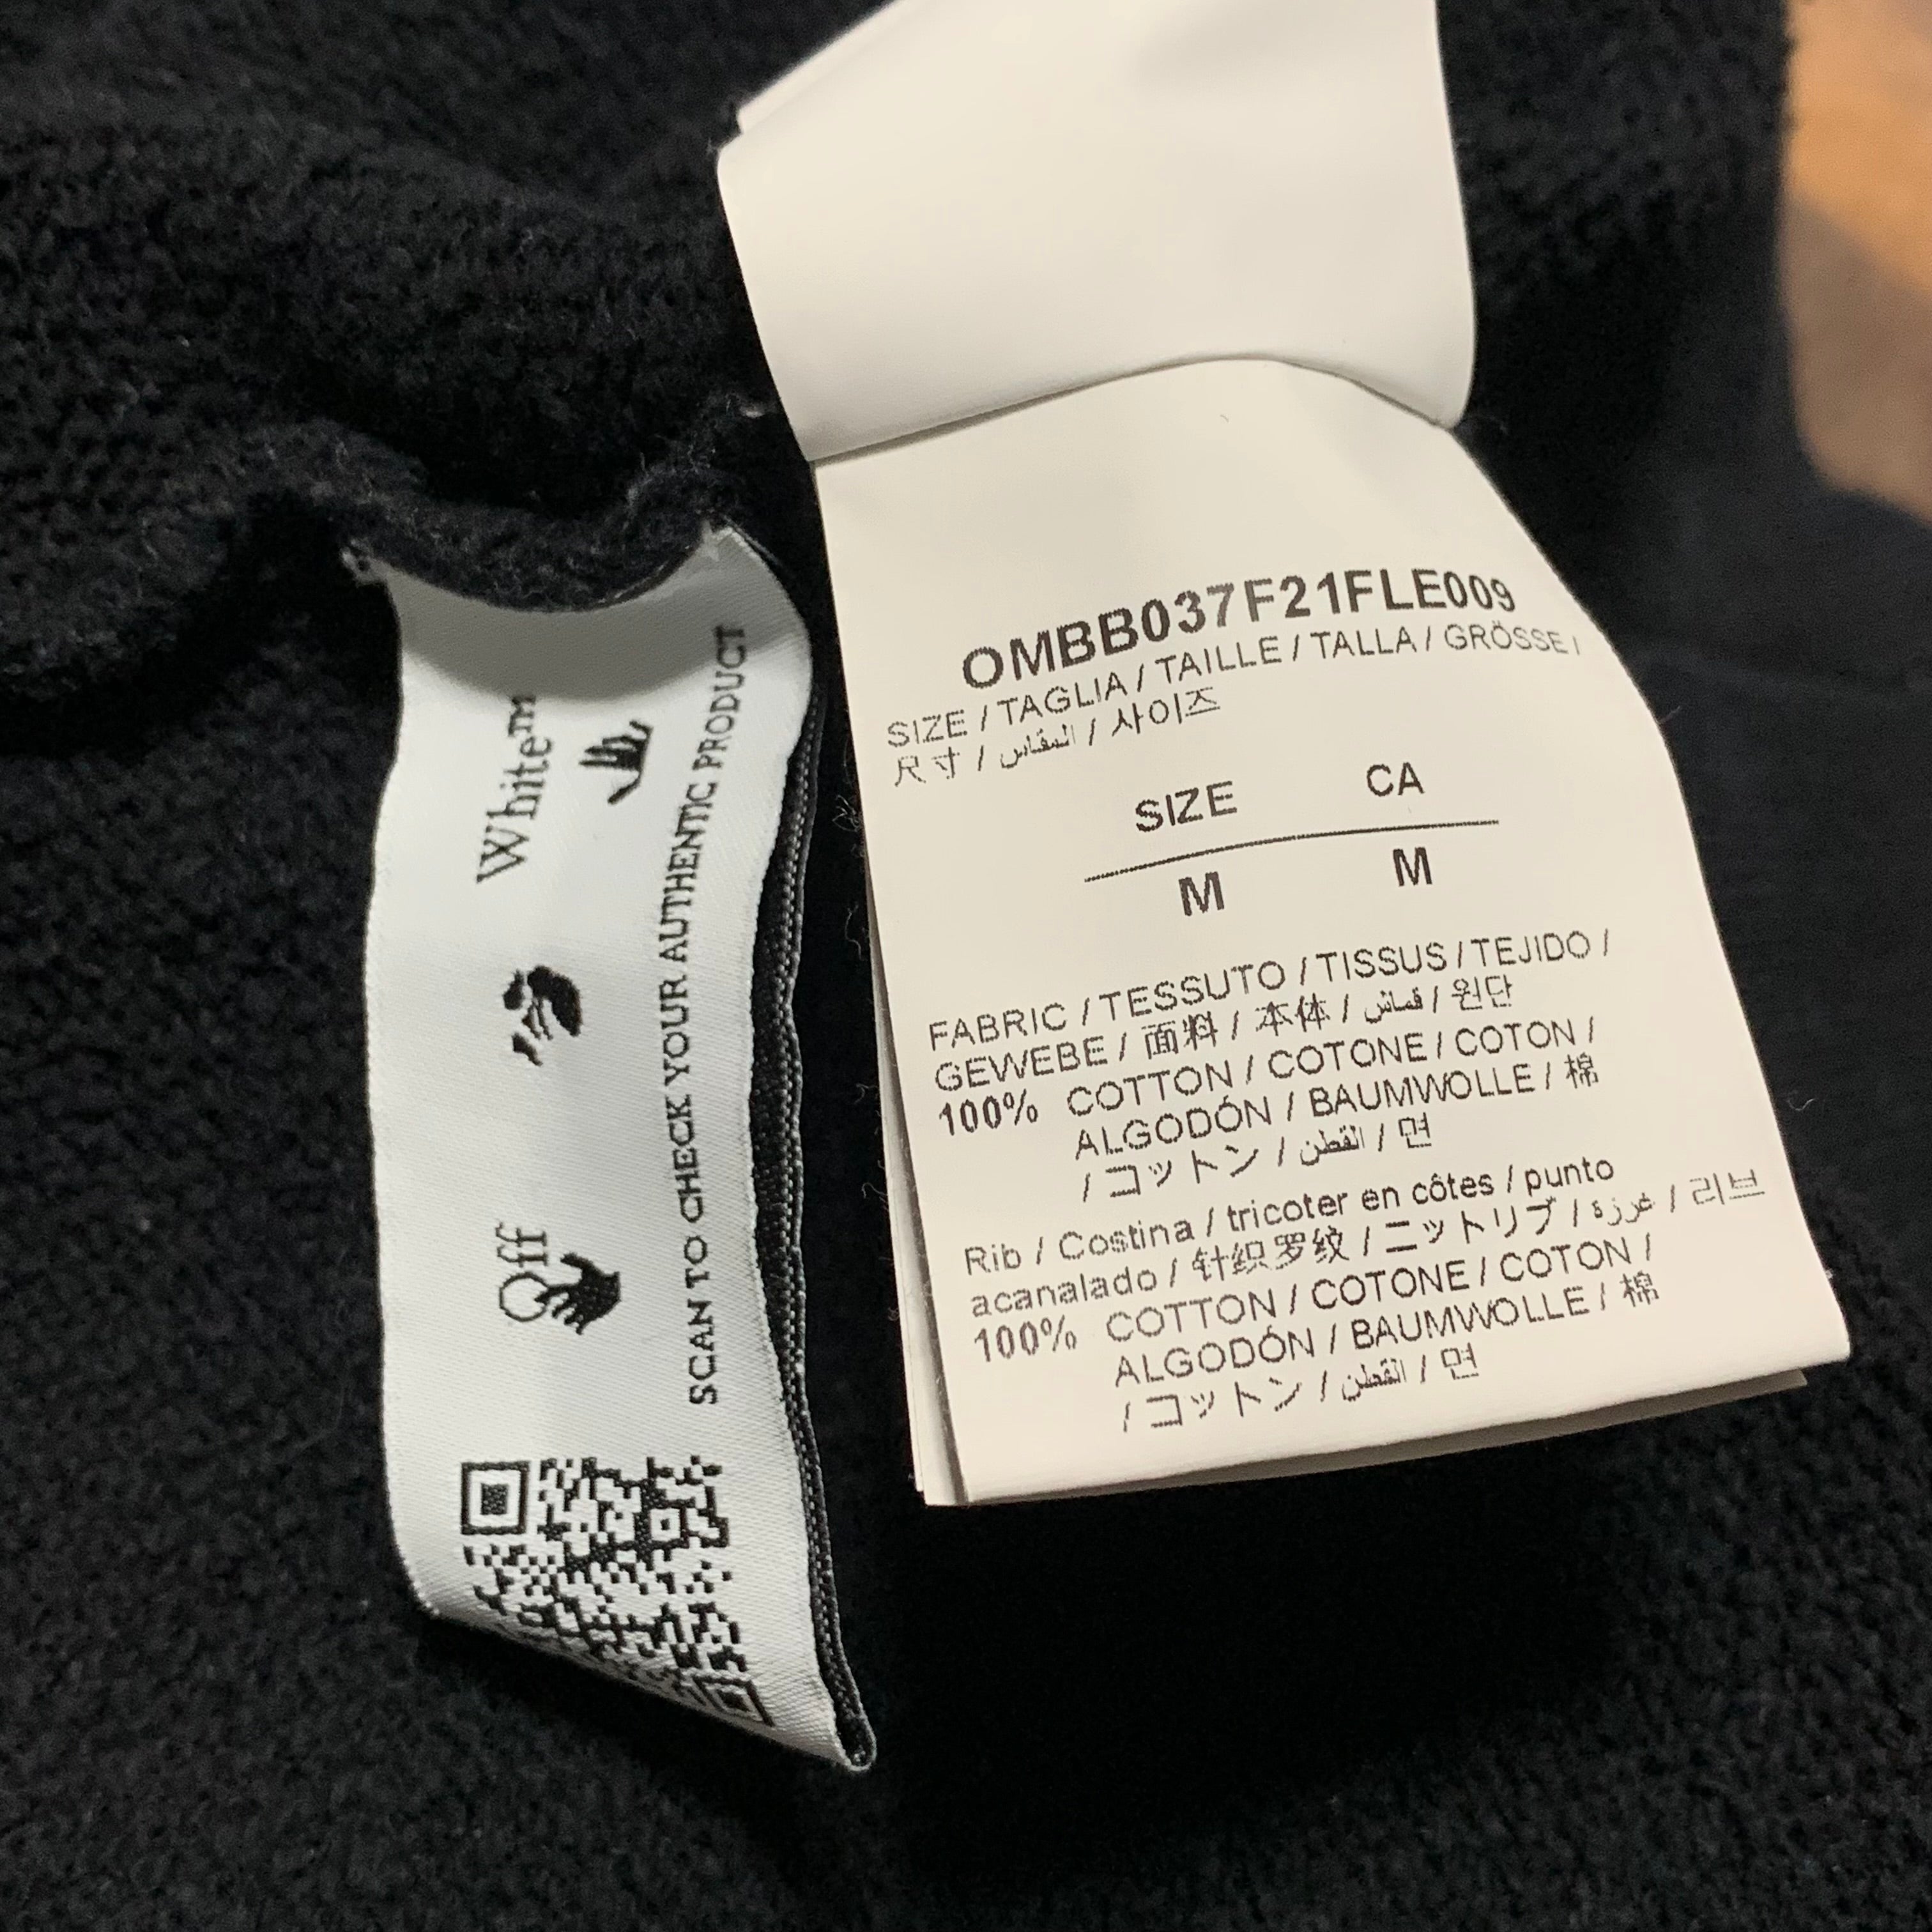 Off White™
SCAN TO CHECK YOUR AUTHENTIC PRODUCT
OMBB037F21FLE009
SIZE / TAGLIA / TAILLE / TALLA / GRÖSSE /
尺寸 / المقاس / 사이즈
SIZE CA
M M
FABRIC / TESSUTO / TISSUS / TEJIDO /
GEWEBE / 面料 / 本体 / قماش / 원단
100% COTTON / COTONE / COTON /
ALGODÓN / BAUMWOLLE / 棉
/ コットン / القطن / 면
Rib / Costina / tricoter en côtes / punto
acanalado / 针织罗纹 / ニットリブ / غرزة / 리브
100% COTTON / COTONE / COTON /
ALGODÓN / BAUMWOLLE / 棉
/ コットン / القطن / 면